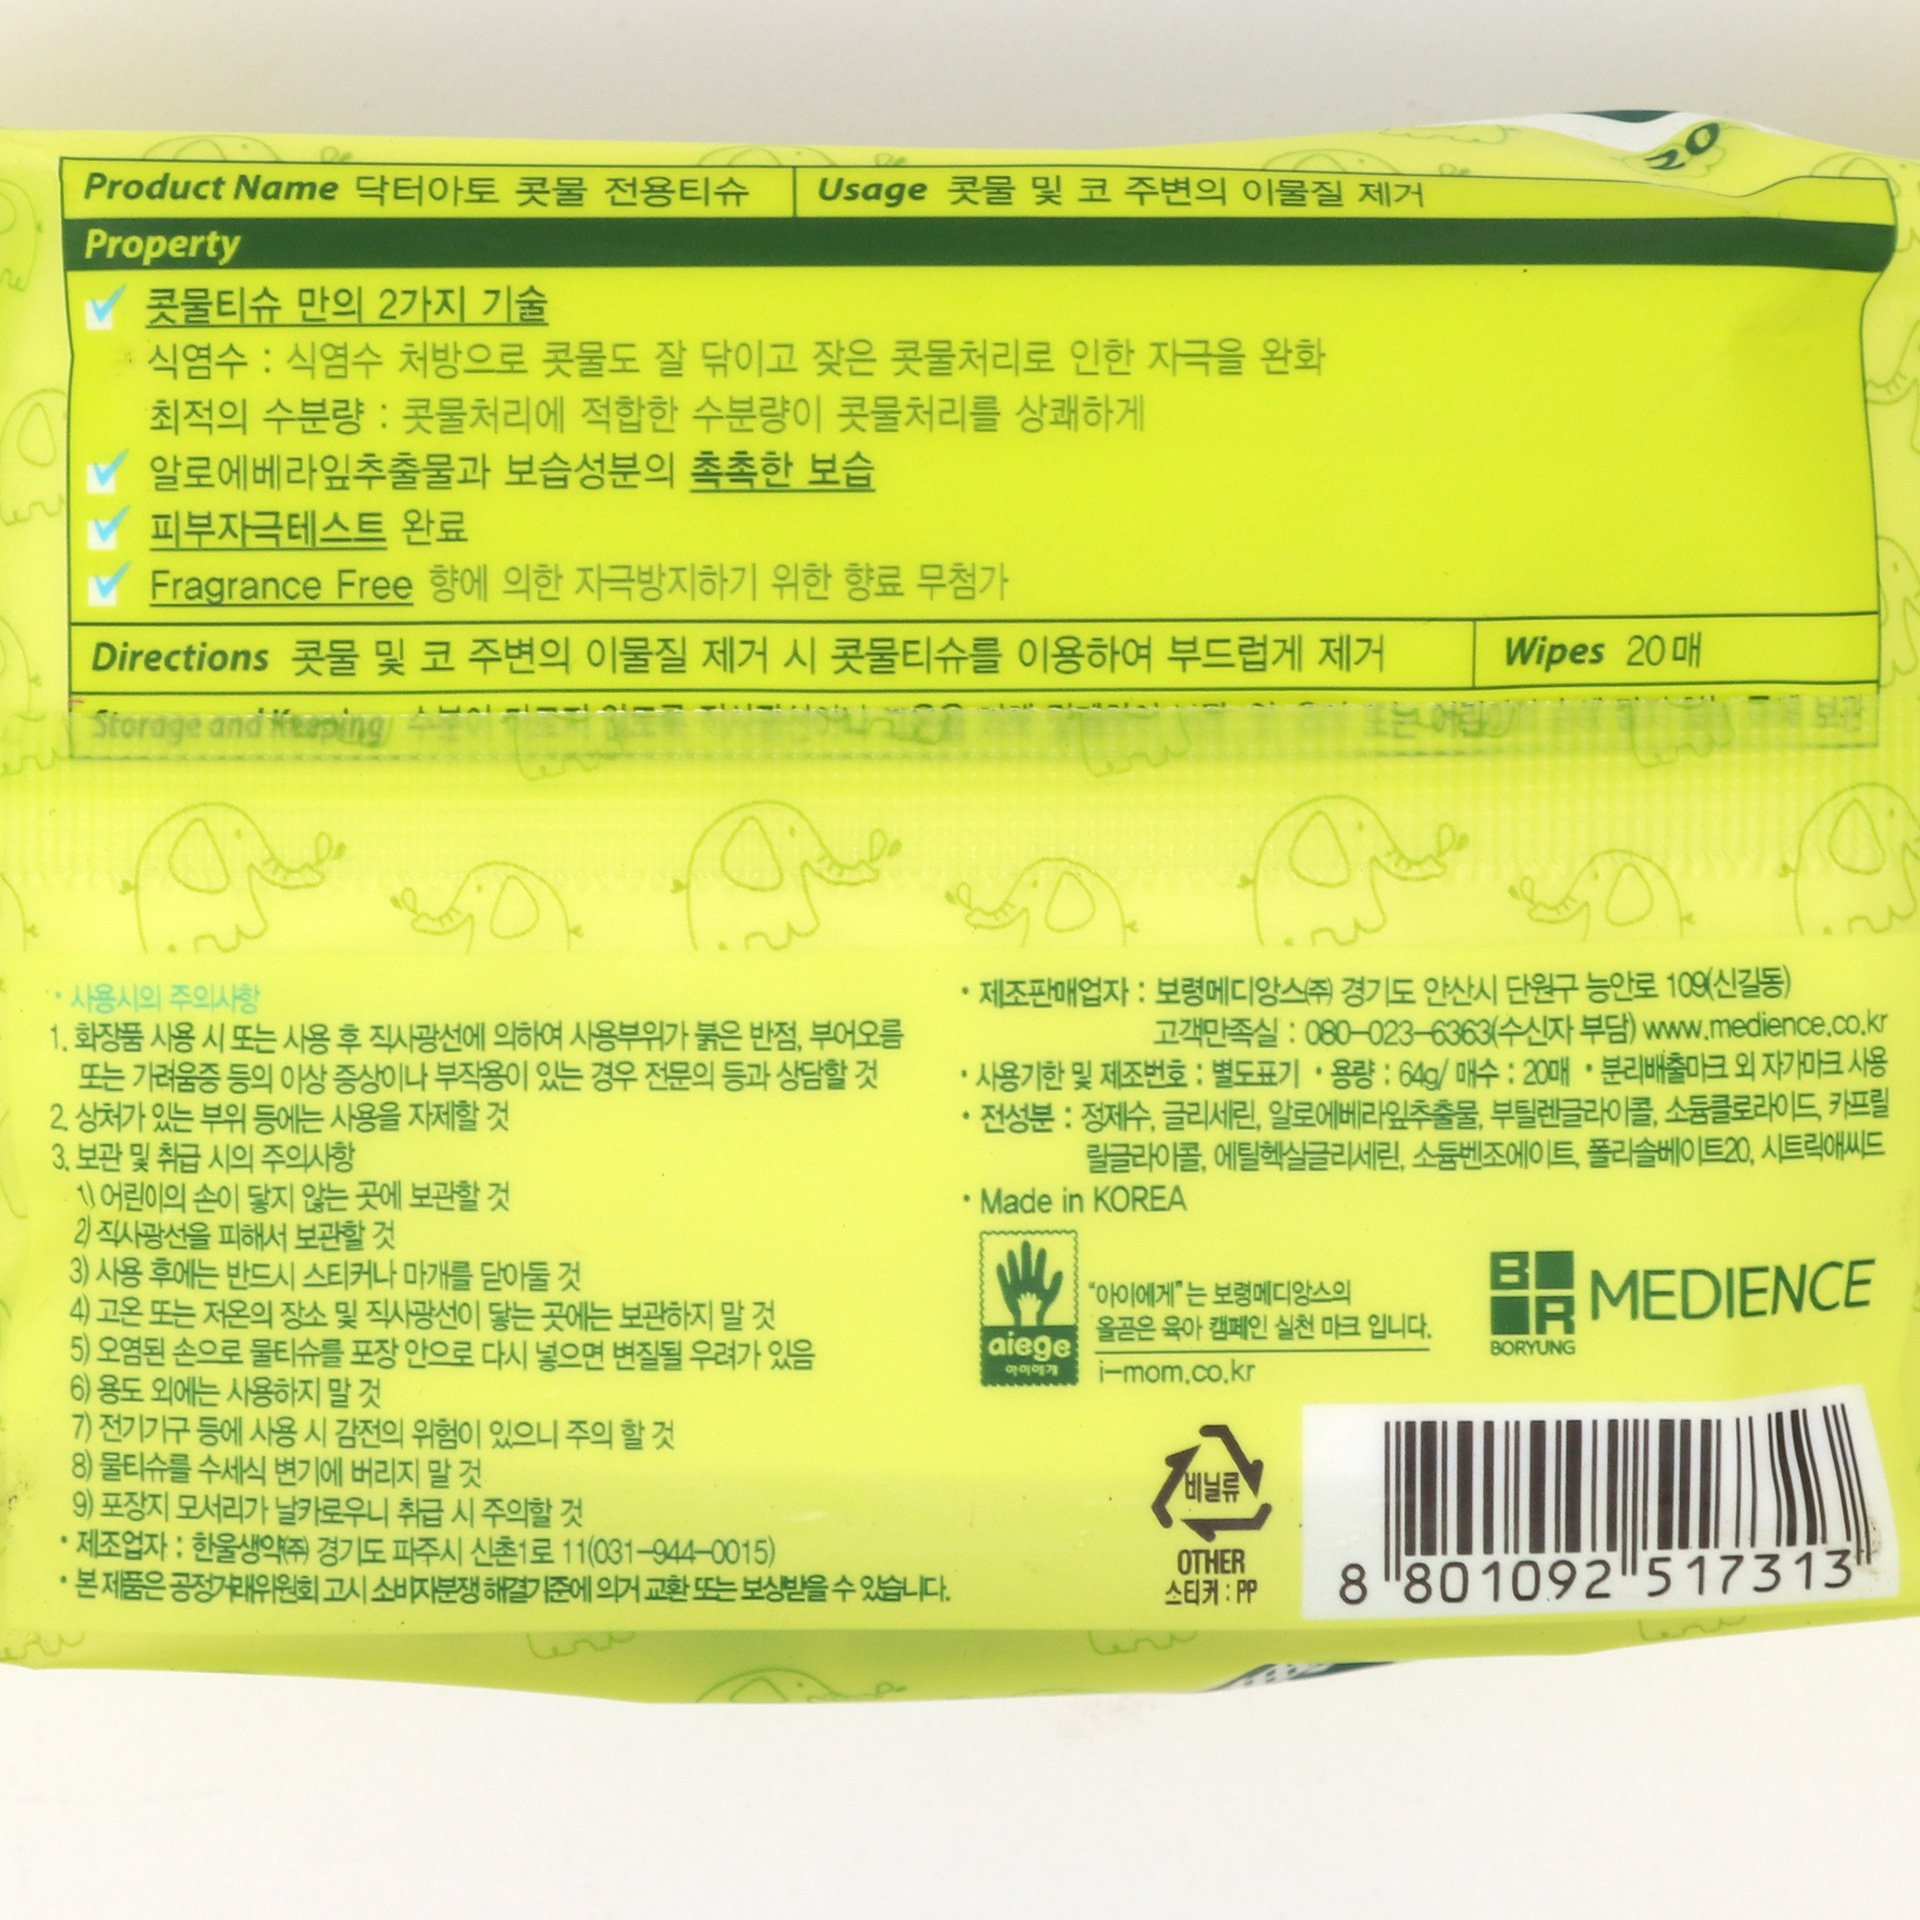 20
Product Name 닥터아토 콧물 전용티슈
Usage 콧물 및 코 주변의 이물질 제거
Property
콧물티슈 만의 2가지 기술
식염수 : 식염수 처방으로 콧물도 잘 닦이고 잦은 콧물처리로 인한 자극을 완화
최적의 수분량 : 콧물처리에 적합한 수분량이 콧물처리를 상쾌하게
알로에베라잎추출물과 보습성분의 촉촉한 보습
피부자극테스트 완료
Fragrance Free 향에 의한 자극방지하기 위한 향료 무첨가
Directions 콧물 및 코 주변의 이물질 제거 시 콧물티슈를 이용하여 부드럽게 제거
Wipes 20매
Storage and Keeping
• 사용시의 주의사항
1. 화장품 사용 시 또는 사용 후 직사광선에 의하여 사용부위가 붉은 반점, 부어오름
또는 가려움증 등의 이상 증상이나 부작용이 있는 경우 전문의 등과 상담할 것
2. 상처가 있는 부위 등에는 사용을 자제할 것
3. 보관 및 취급 시의 주의사항
1) 어린이의 손이 닿지 않는 곳에 보관할 것
2) 직사광선을 피해서 보관할 것
3) 사용 후에는 반드시 스티커나 마개를 닫아둘 것
4) 고온 또는 저온의 장소 및 직사광선이 닿는 곳에는 보관하지 말 것
5) 오염된 손으로 물티슈를 포장 안으로 다시 넣으면 변질될 우려가 있음
6) 용도 외에는 사용하지 말 것
7) 전기기구 등에 사용 시 감전의 위험이 있으니 주의 할 것
8) 물티슈를 수세식 변기에 버리지 말 것
9) 포장지 모서리가 날카로우니 취급 시 주의할 것
• 제조업자 : 한울생약㈜ 경기도 파주시 신촌1로 11(031-944-0015)
• 본 제품은 공정거래위원회 고시 소비자분쟁 해결기준에 의거 교환 또는 보상받을 수 있습니다.
• 제조판매업자 : 보령메디앙스㈜ 경기도 안산시 단원구 능안로 109(신길동)
고객만족실 : 080-023-6363(수신자 부담) www.medience.co.kr
• 사용기한 및 제조번호 : 별도표기 • 용량 : 64g/ 매수 : 20매 • 분리배출마크 외 자가마크 사용
• 전성분 : 정제수, 글리세린, 알로에베라잎추출물, 부틸렌글라이콜, 소듐클로라이드, 카프릴
릴글라이콜, 에틸헥실글리세린, 소듐벤조에이트, 폴리솔베이트20, 시트릭애씨드
• Made in KOREA
aiege
아이에게
"아이에게"는 보령메디앙스의
올곧은 육아 캠페인 실천 마크 입니다.
i-mom.co.kr
B R
BORYUNG
MEDIENCE
비닐류
OTHER
스티커 : PP
8 801092 517313